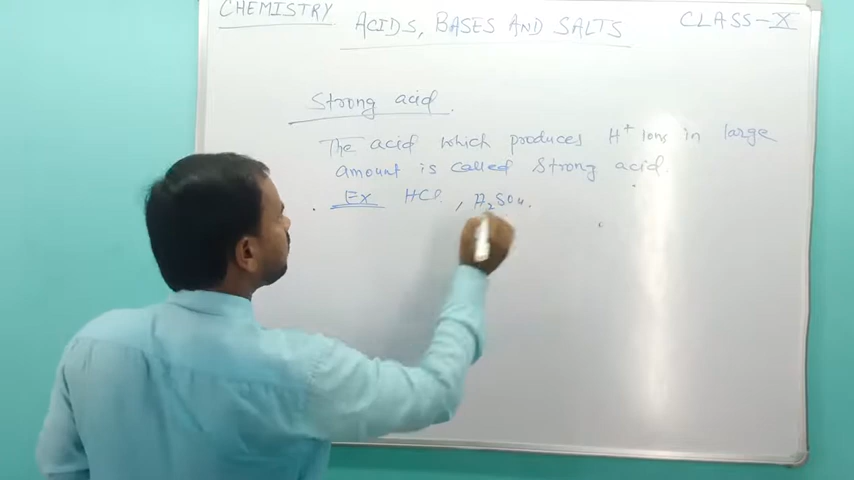 CHEMISTRY
ACIDS, BASES AND SALTS
CLASS-X
Strong acid.
The acid which produces H⁺ ions in large
amount is called Strong acid.
Ex HCl, H₂SO₄.